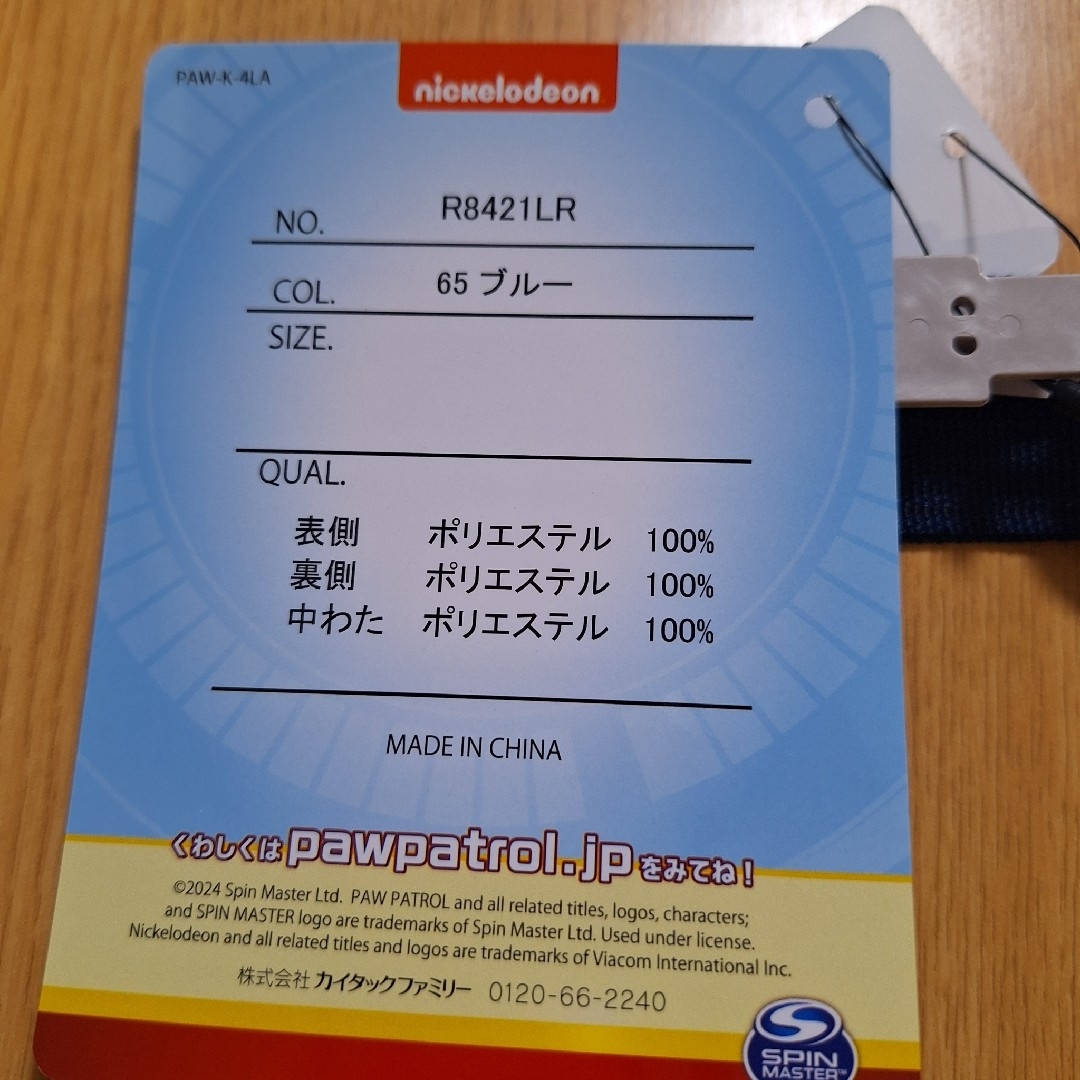 PAW-K-4LA
nickelodeon
NO. R8421LR
COL. 65 ブルー
SIZE.
QUAL.
表側 ポリエステル 100%
裏側 ポリエステル 100%
中わた ポリエステル 100%
MADE IN CHINA
くわしくは pawpatrol.jp をみてね!
©2024 Spin Master Ltd. PAW PATROL and all related titles, logos, characters;
and SPIN MASTER logo are trademarks of Spin Master Ltd. Used under license.
Nickelodeon and all related titles and logos are trademarks of Viacom International Inc.
株式会社 カイタックファミリー 0120-66-2240
SPIN
MASTER™